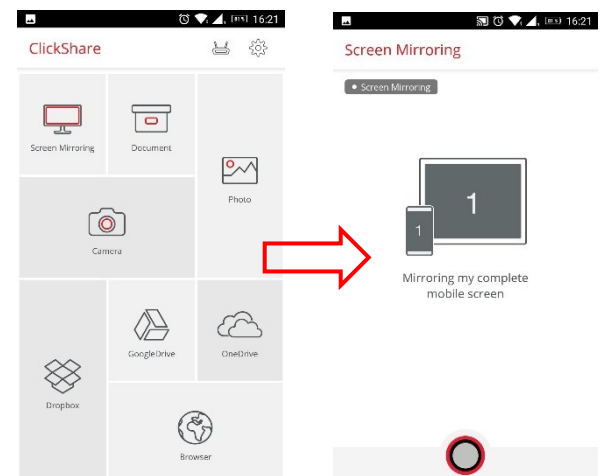 16:21
ClickShare
Screen Mirroring
Document
Photo
Camera
GoogleDrive
OneDrive
Dropbox
Browser
16:21
Screen Mirroring
Screen Mirroring
1
1
Mirroring my complete
mobile screen